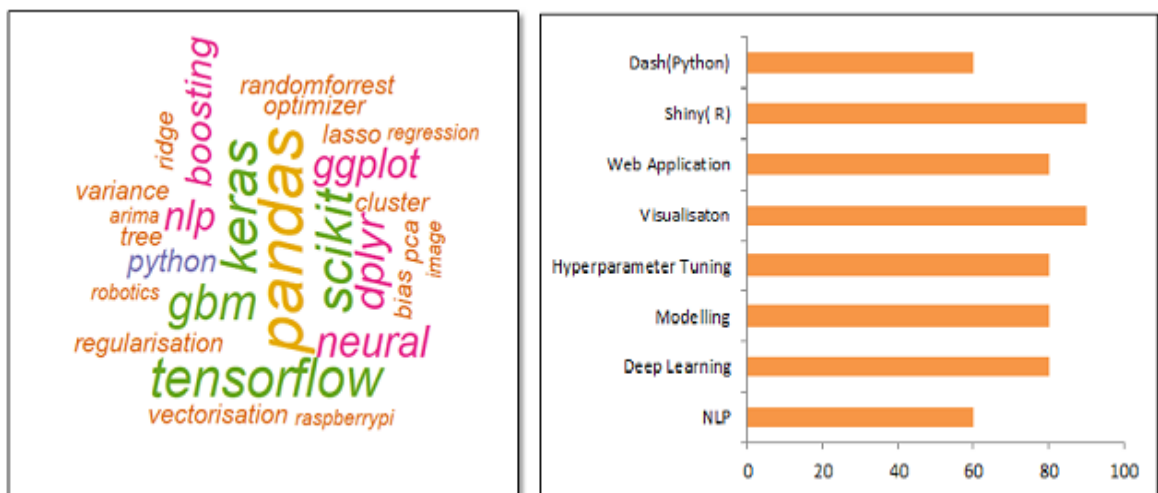 boosting
randomforrest
optimizer
ridge
lasso
regression
keras
pandas
ggplot
variance
arima
nlp
scikit
cluster
tree
dplyr
python
bias
pca
image
robotics
gbm
regularisation
neural
tensorflow
vectorisation
raspberrypi
Dash(Python)
Shiny( R)
Web Application
Visualisaton
Hyperparameter Tuning
Modelling
Deep Learning
NLP
0 20 40 60 80 100